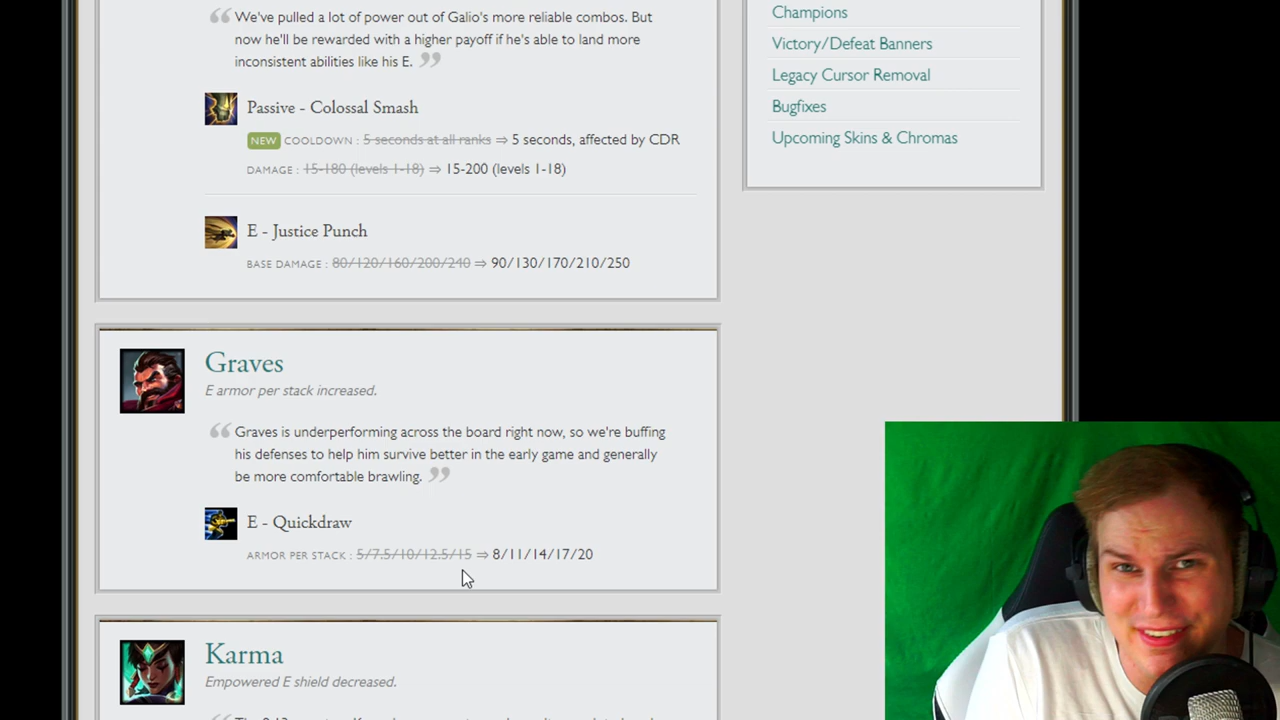 We've pulled a lot of power out of Galio's more reliable combos. But
now he'll be rewarded with a higher payoff if he's able to land more
inconsistent abilities like his E.
Passive - Colossal Smash
NEW COOLDOWN : 5 seconds at all ranks ⇒ 5 seconds, affected by CDR
DAMAGE : 15-180 (levels 1-18) ⇒ 15-200 (levels 1-18)
E - Justice Punch
BASE DAMAGE : 80/120/160/200/240 ⇒ 90/130/170/210/250
Graves
E armor per stack increased.
Graves is underperforming across the board right now, so we're buffing
his defenses to help him survive better in the early game and generally
be more comfortable brawling.
E - Quickdraw
ARMOR PER STACK : 5/7.5/10/12.5/15 ⇒ 8/11/14/17/20
Karma
Empowered E shield decreased.
Champions
Victory/Defeat Banners
Legacy Cursor Removal
Bugfixes
Upcoming Skins & Chromas